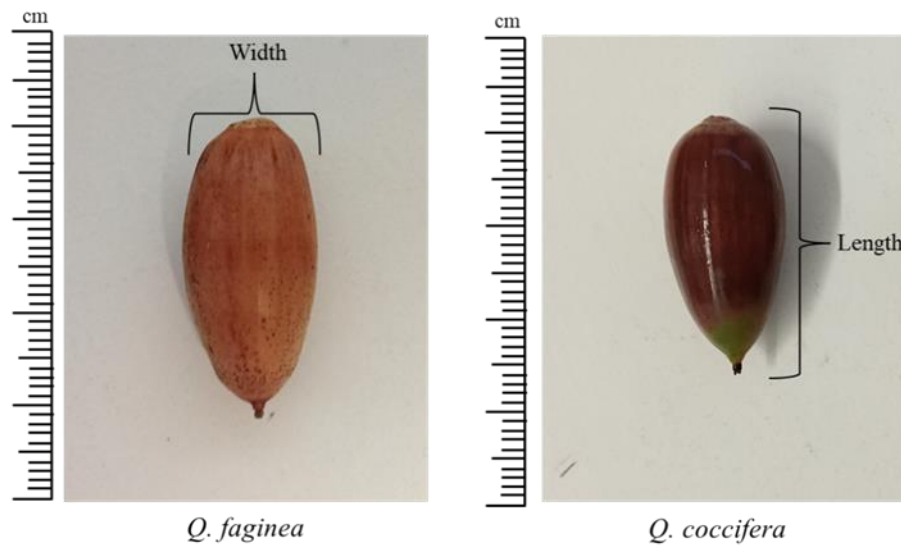 cm
Width
Q. faginea
cm
Length
Q. coccifera